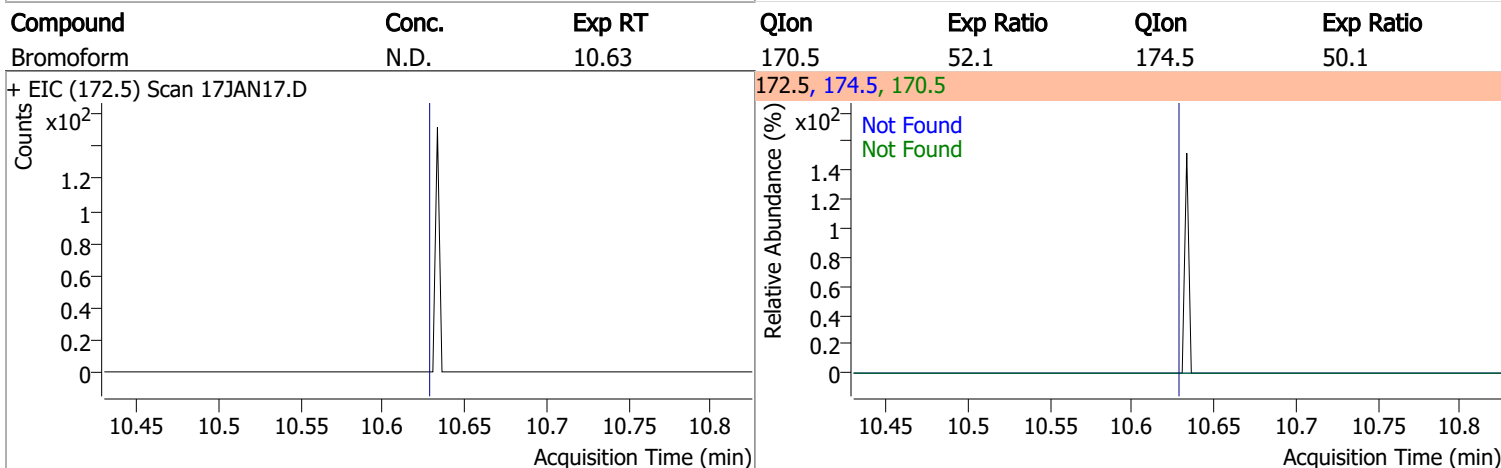 Compound Conc. Exp RT QIon Exp Ratio QIon Exp Ratio
Bromoform N.D. 10.63 170.5 52.1 174.5 50.1
+ EIC (172.5) Scan 17JAN17.D
Counts
x10²
1.2
1
0.8
0.6
0.4
0.2
0
10.45 10.5 10.55 10.6 10.65 10.7 10.75 10.8
Acquisition Time (min)
172.5, 174.5, 170.5
Relative Abundance (%)
x10²
Not Found
Not Found
1.4
1.2
1
0.8
0.6
0.4
0.2
0
10.45 10.5 10.55 10.6 10.65 10.7 10.75 10.8
Acquisition Time (min)